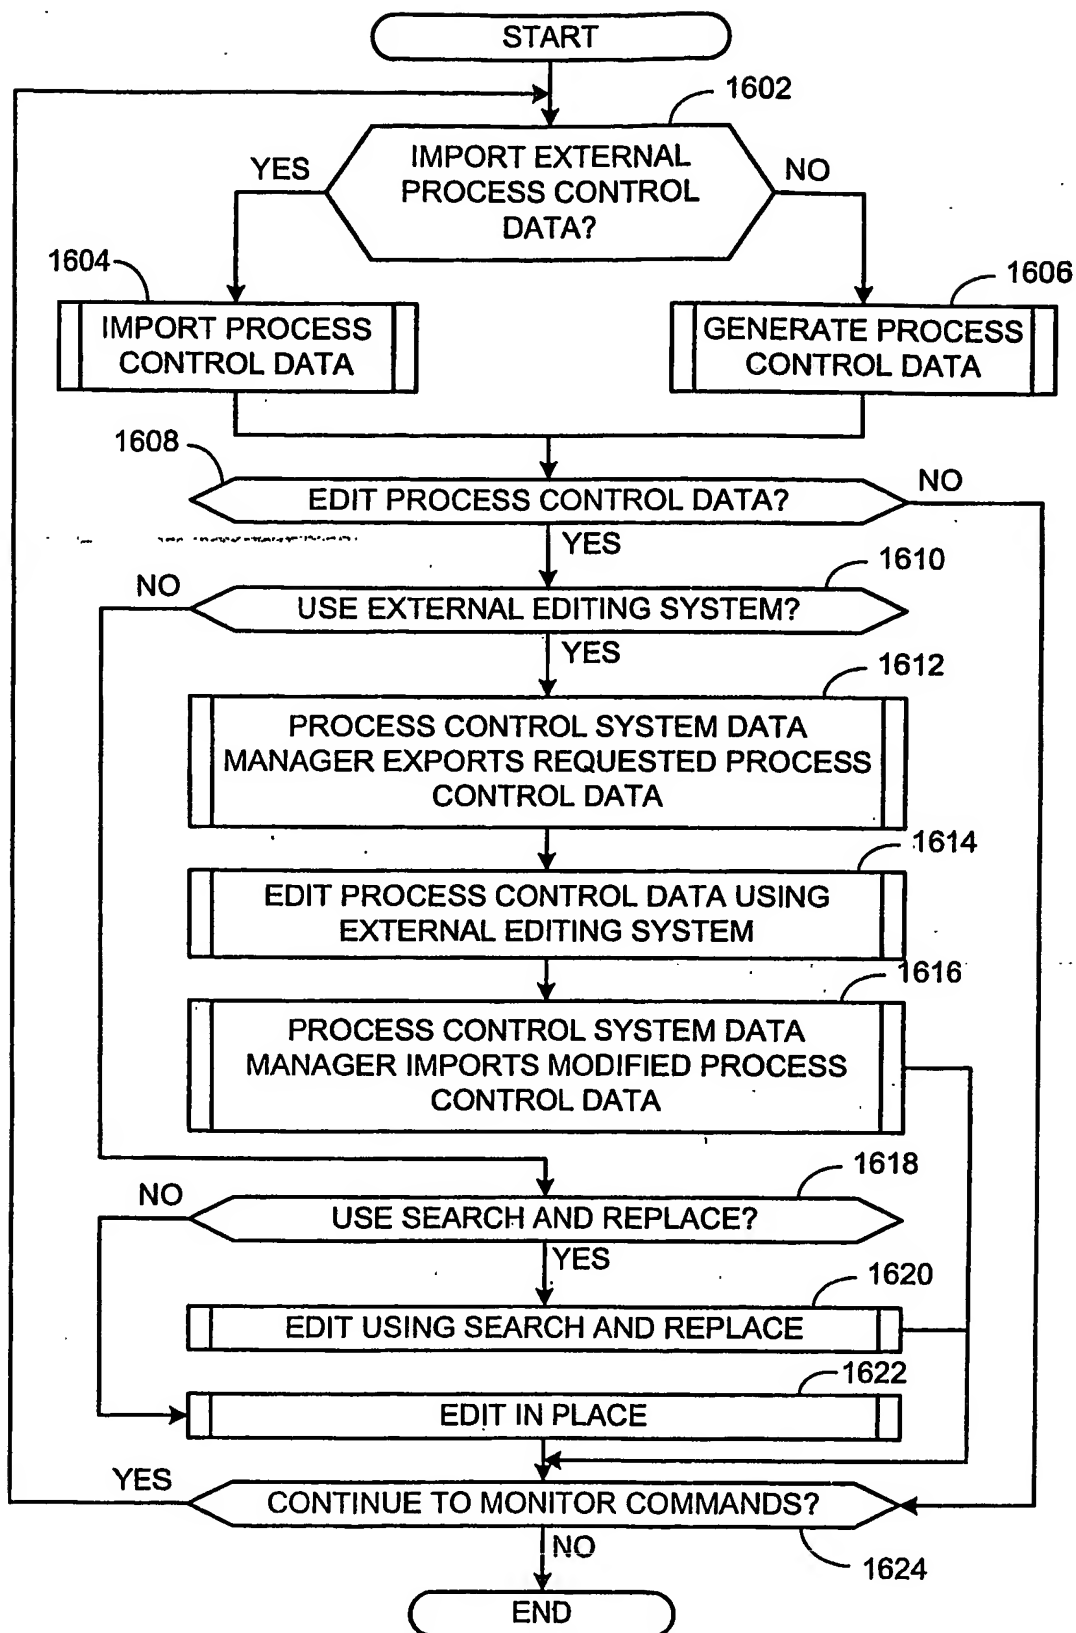 START
1602
IMPORT EXTERNAL
PROCESS CONTROL
DATA?
YES
NO
1604
1606
IMPORT PROCESS
CONTROL DATA
GENERATE PROCESS
CONTROL DATA
1608
EDIT PROCESS CONTROL DATA?
NO
YES
1610
NO
USE EXTERNAL EDITING SYSTEM?
YES
1612
PROCESS CONTROL SYSTEM DATA
MANAGER EXPORTS REQUESTED PROCESS
CONTROL DATA
1614
EDIT PROCESS CONTROL DATA USING
EXTERNAL EDITING SYSTEM
1616
PROCESS CONTROL SYSTEM DATA
MANAGER IMPORTS MODIFIED PROCESS
CONTROL DATA
1618
NO
USE SEARCH AND REPLACE?
YES
1620
EDIT USING SEARCH AND REPLACE
1622
EDIT IN PLACE
YES
CONTINUE TO MONITOR COMMANDS?
NO
1624
END